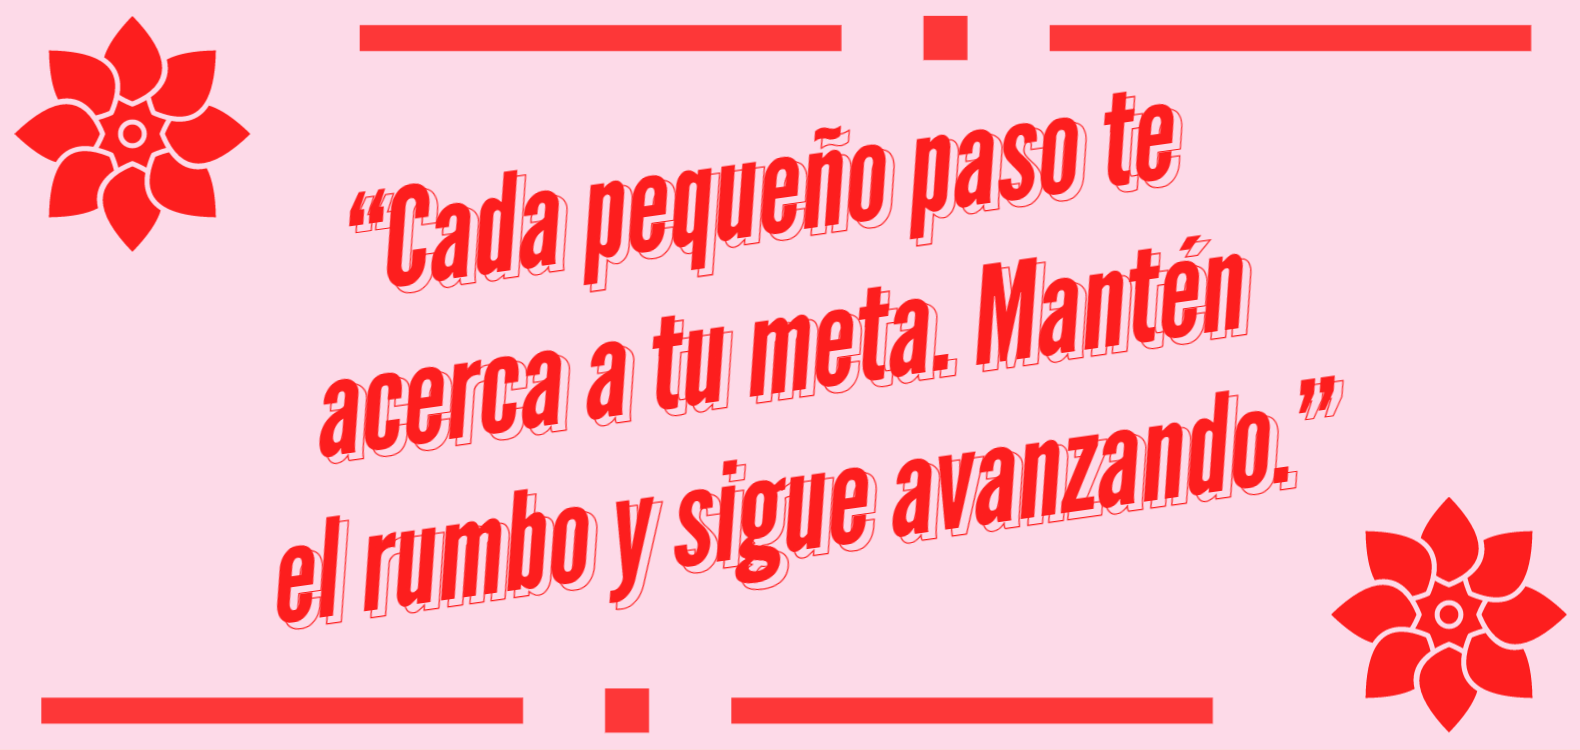 “Cada pequeño paso te
acerca a tu meta. Mantén
el rumbo y sigue avanzando.”